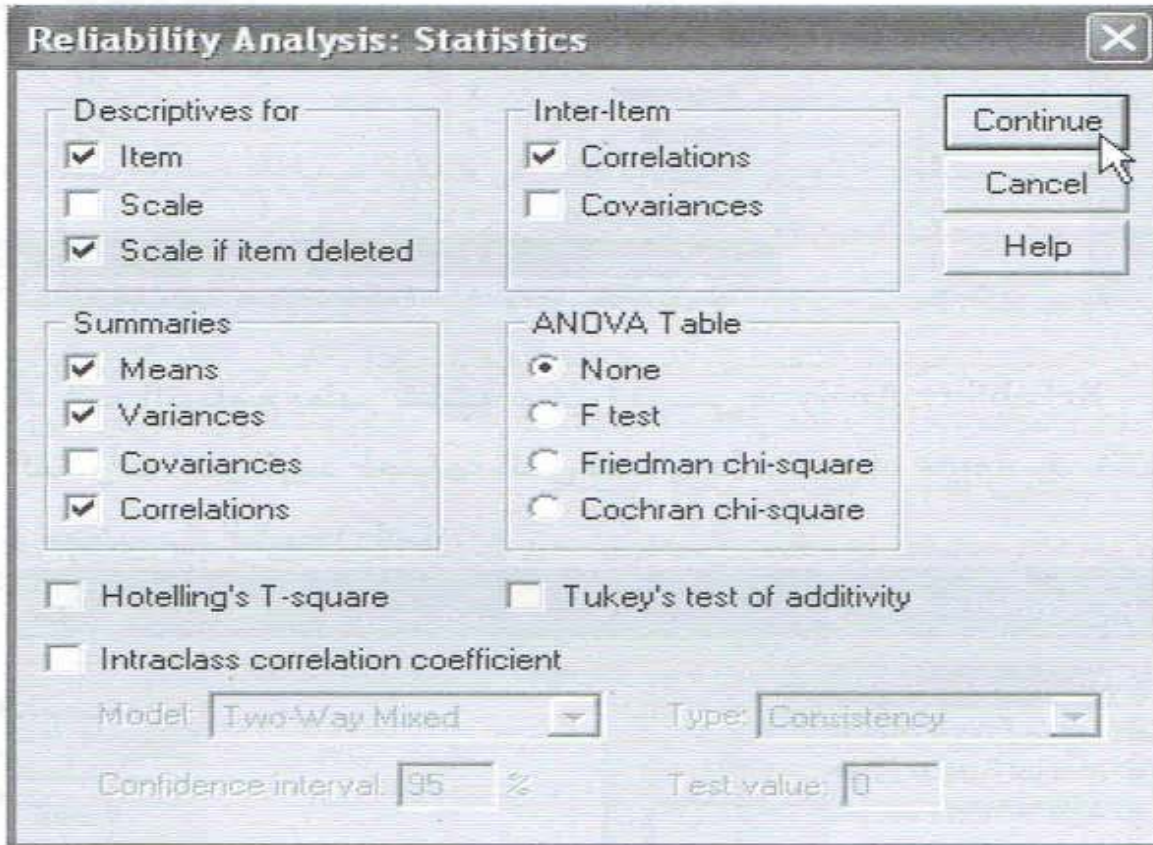 Reliability Analysis: Statistics
Descriptives for
Item
Scale
Scale if item deleted
Inter-Item
Correlations
Covariances
Continue
Cancel
Help
Summaries
Means
Variances
Covariances
Correlations
ANOVA Table
None
F test
Friedman chi-square
Cochran chi-square
Hotelling's T-square
Tukey's test of additivity
Intraclass correlation coefficient
Model: Two-Way Mixed
Type: Consistency
Confidence interval: 95 %
Test value: 0